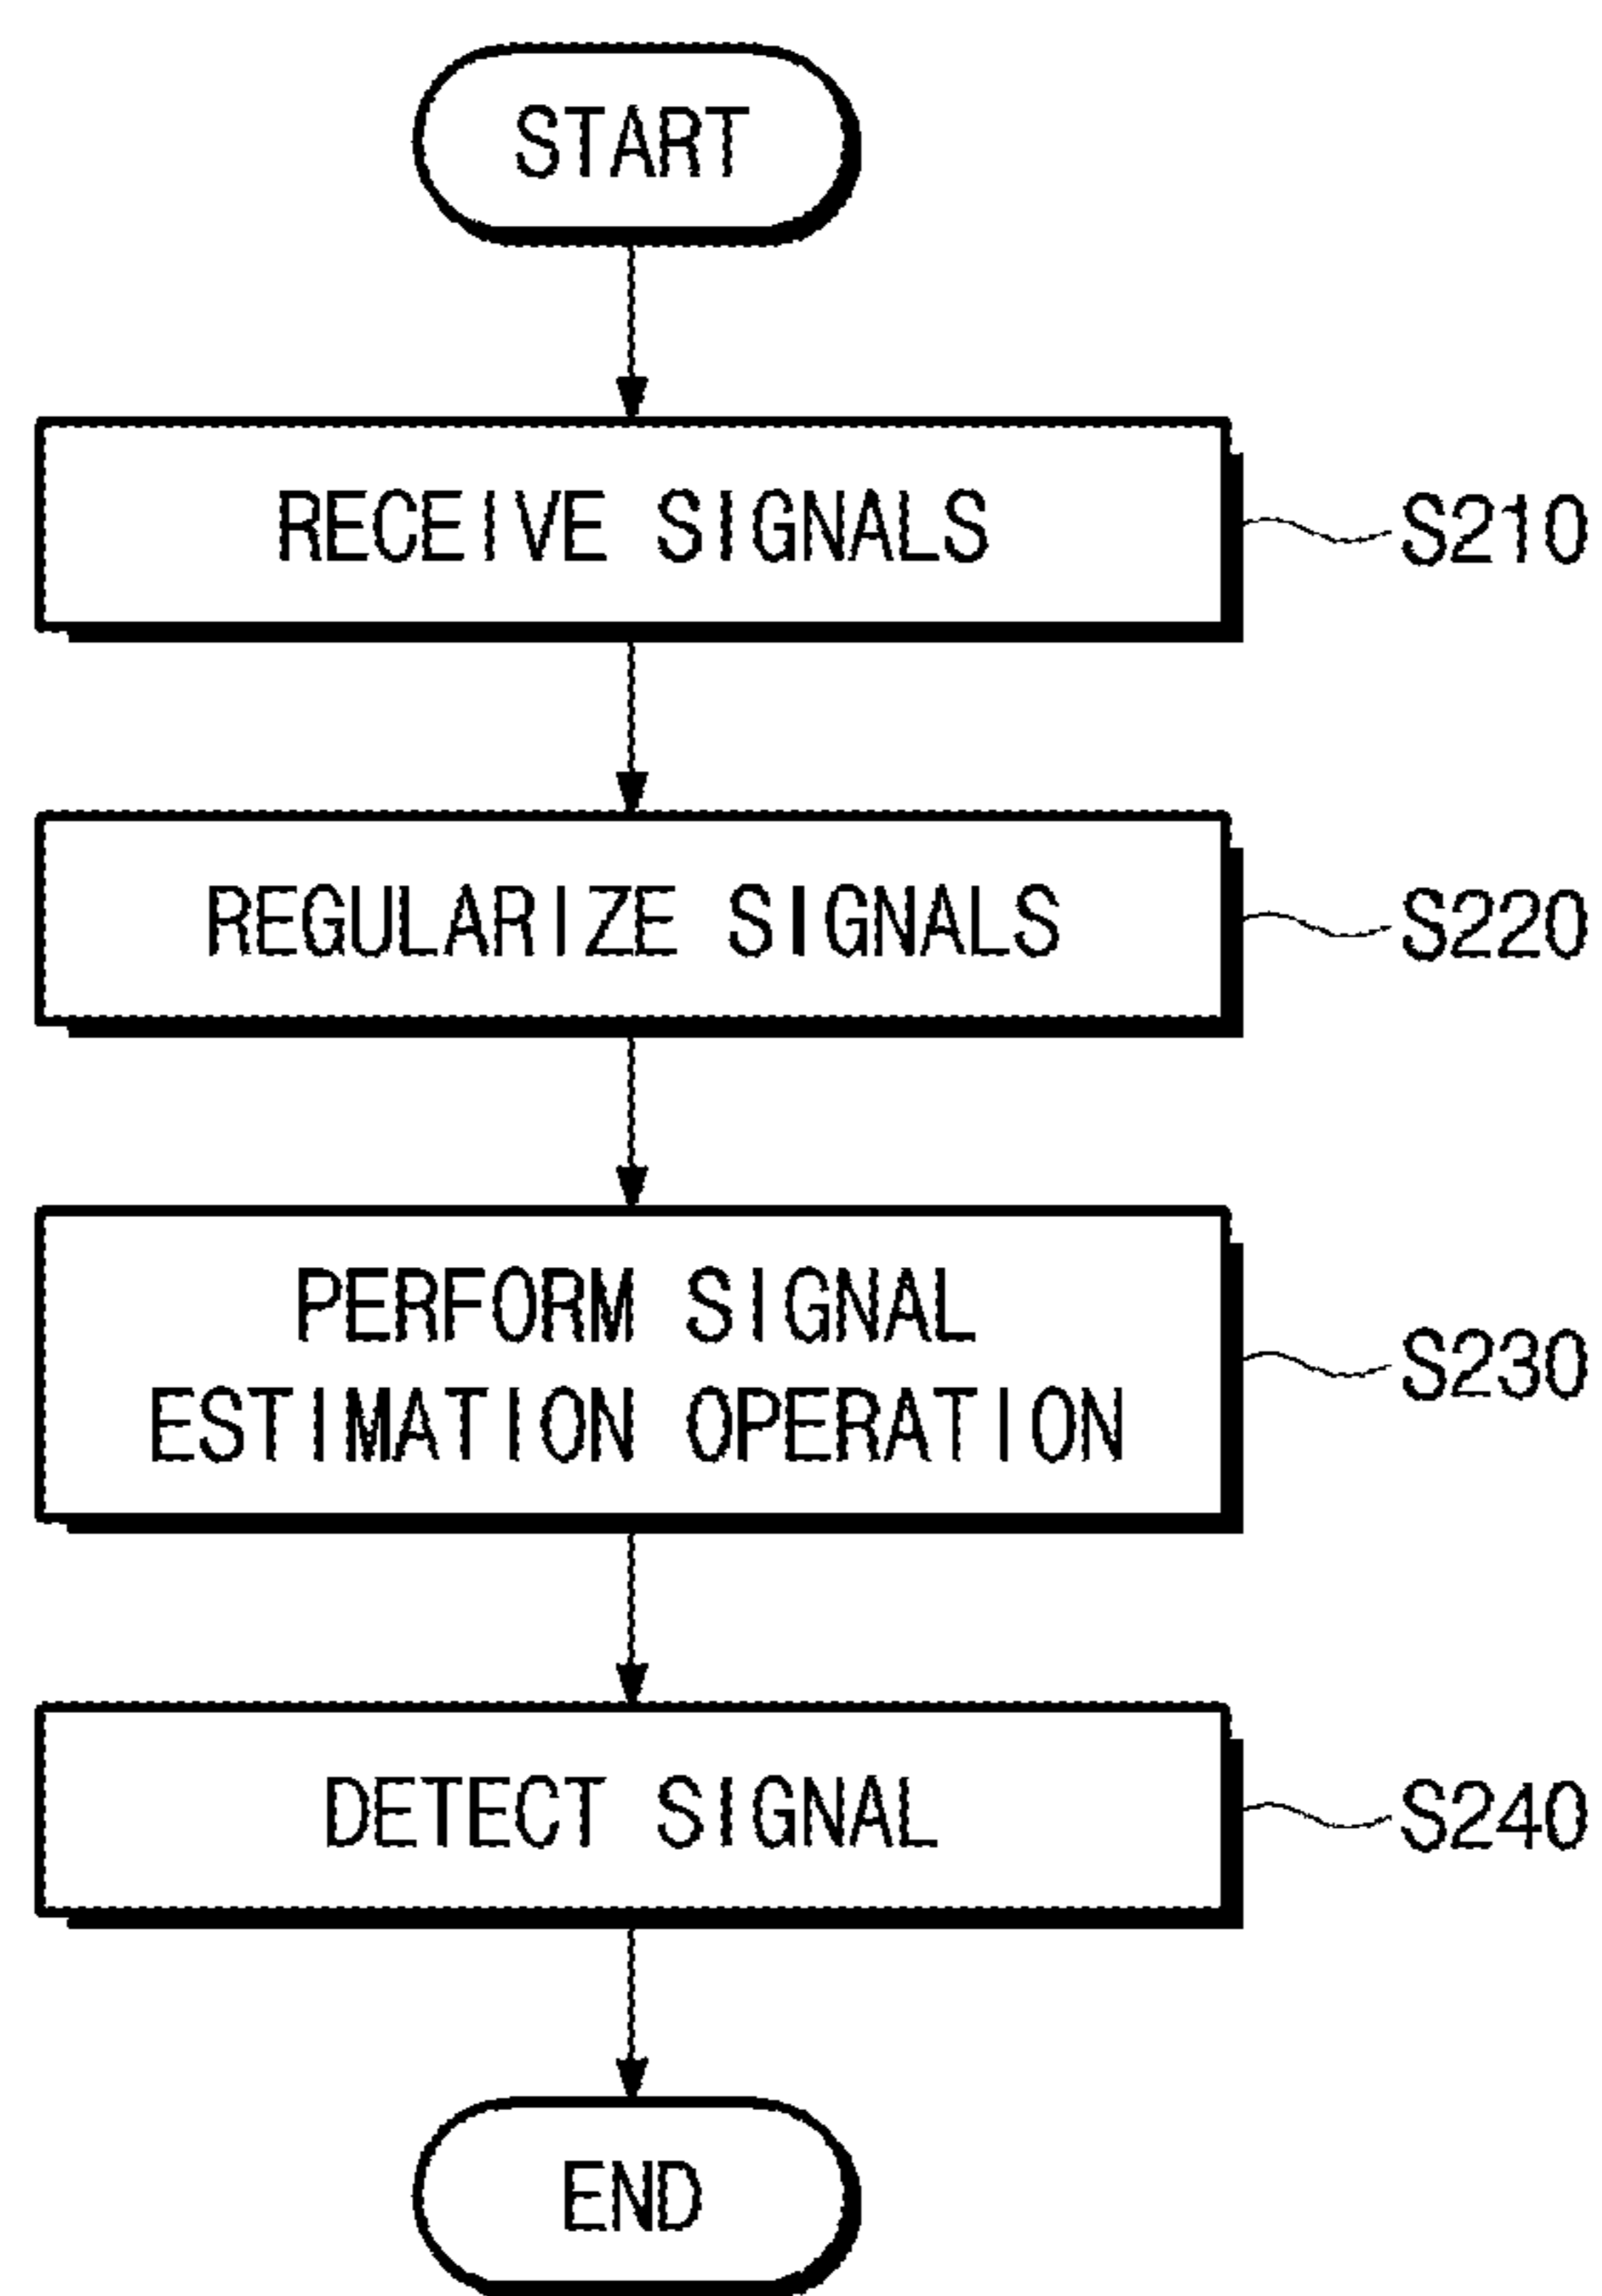 START
RECEIVE SIGNALS
S210
REGULARIZE SIGNALS
S220
PERFORM SIGNAL
ESTIMATION OPERATION
S230
DETECT SIGNAL
S240
END